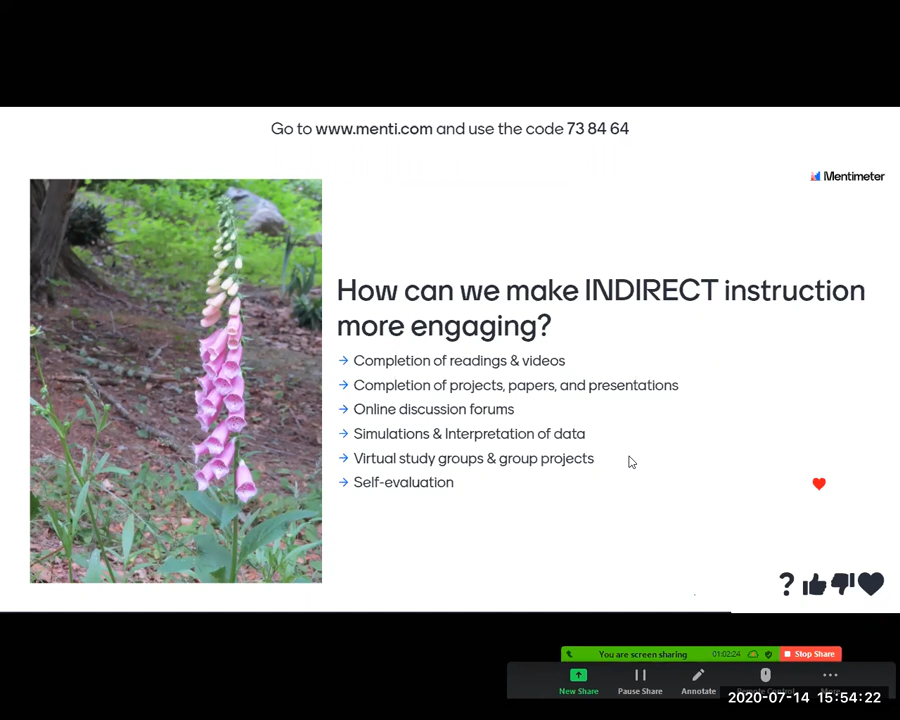 Go to www.menti.com and use the code 73 84 64
Mentimeter
How can we make INDIRECT instruction
more engaging?
→ Completion of readings & videos
→ Completion of projects, papers, and presentations
→ Online discussion forums
→ Simulations & Interpretation of data
→ Virtual study groups & group projects
→ Self-evaluation
?
You are screen sharing 01:02:24 Stop Share
New Share Pause Share Annotate
2020-07-14 15:54:22